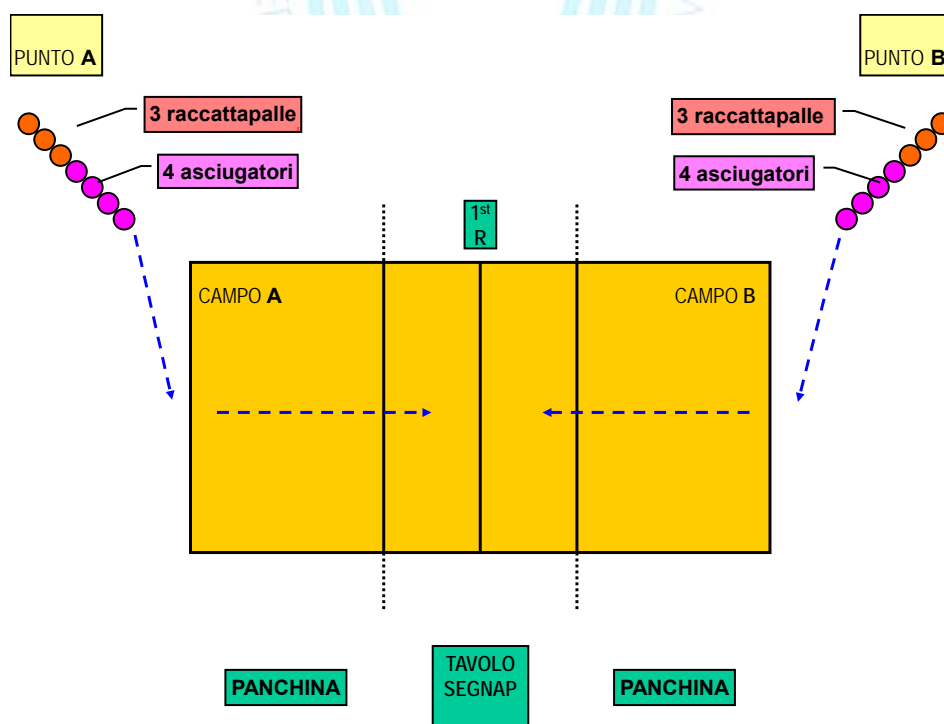 PUNTO A
PUNTO B
3 raccattapalle
3 raccattapalle
4 asciugatori
4 asciugatori
1st
R
CAMPO A
CAMPO B
PANCHINA
TAVOLO
SEGNAP
PANCHINA